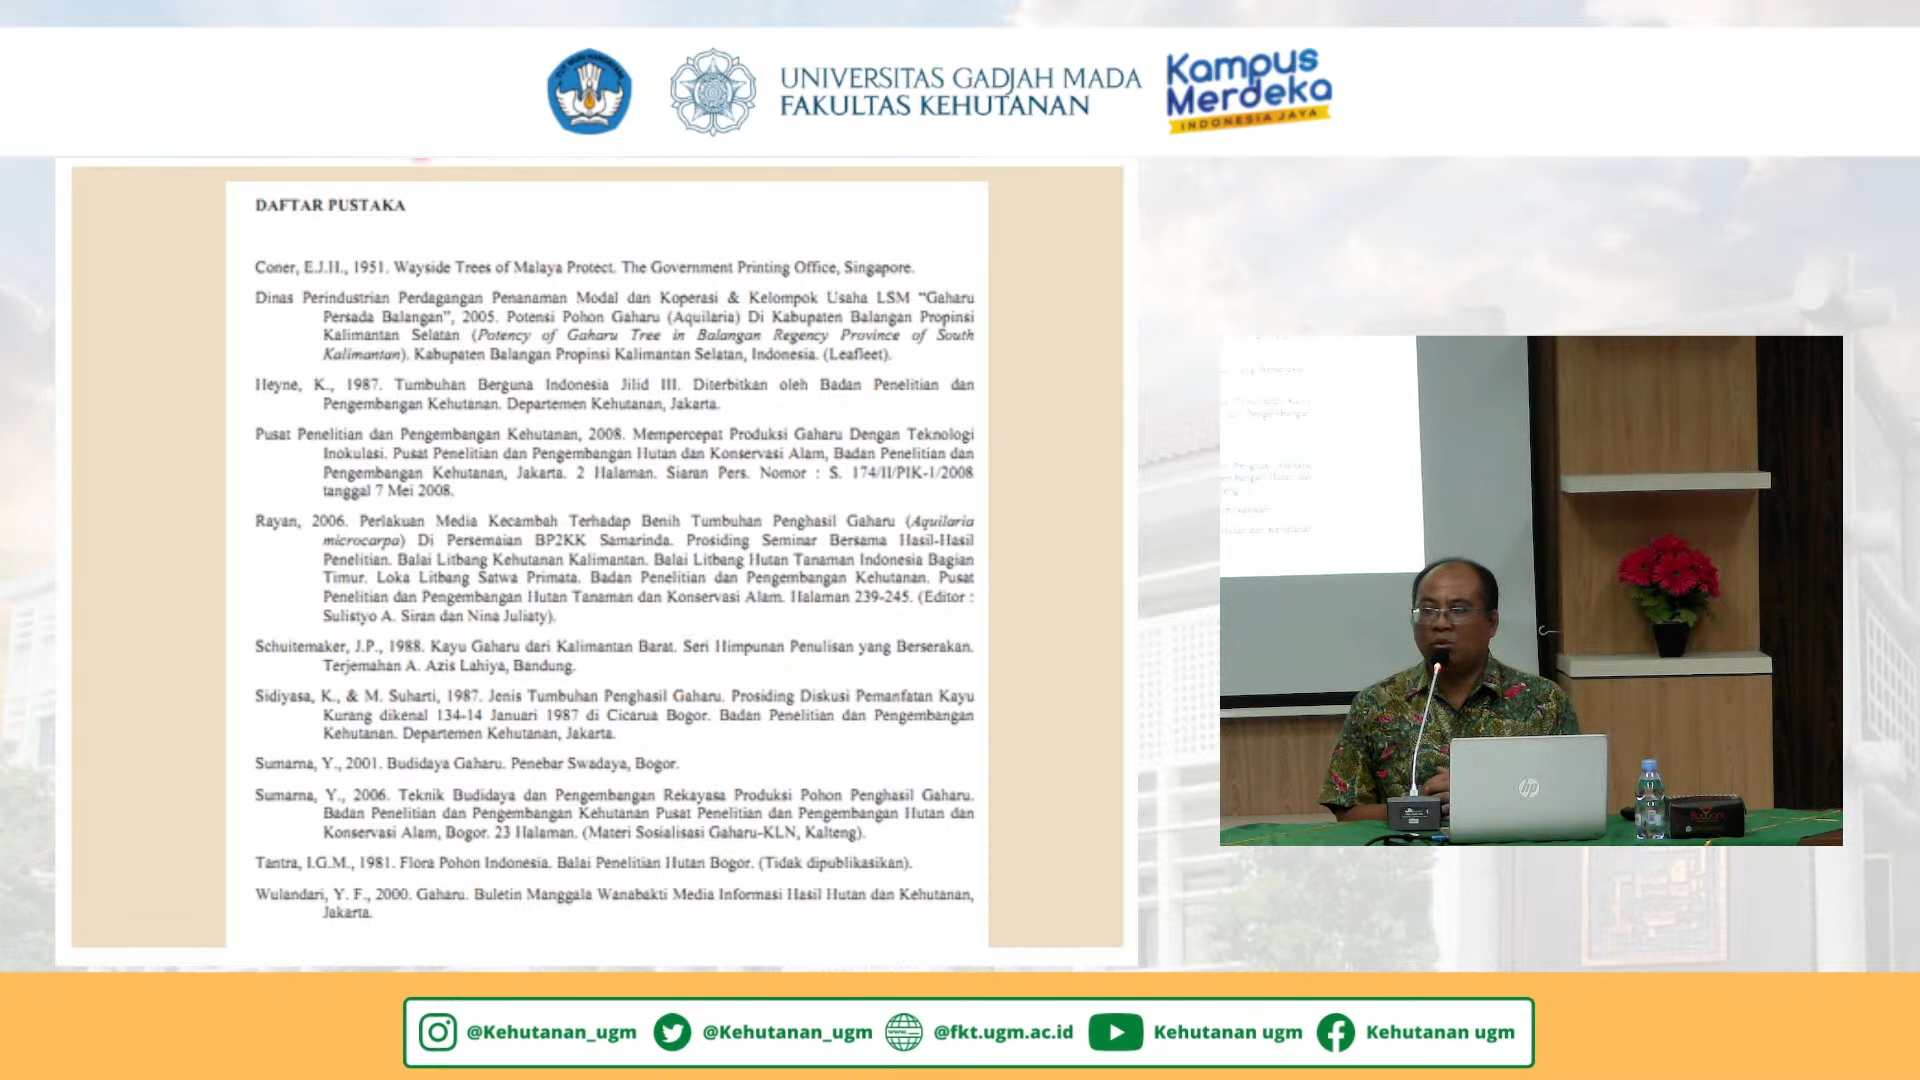 UNIVERSITAS GADJAH MADA
FAKULTAS KEHUTANAN
Kampus
Merdeka
INDONESIA JAYA
DAFTAR PUSTAKA
Coner, E.J.H., 1951. Wayside Trees of Malaya Protect. The Government Printing Office, Singapore.
Dinas Perindustrian Perdagangan Penanaman Modal dan Koperasi & Kelompok Usaha LSM "Gaharu
Persada Balangan", 2005. Potensi Pohon Gaharu (Aquilaria) Di Kabupaten Balangan Propinsi
Kalimantan Selatan (Potency of Gaharu Tree in Balangan Regency Province of South
Kalimantan). Kabupaten Balangan Propinsi Kalimantan Selatan, Indonesia. (Leafleet).
Heyne, K., 1987. Tumbuhan Berguna Indonesia Jilid III. Diterbitkan oleh Badan Penelitian dan
Pengembangan Kehutanan. Departemen Kehutanan, Jakarta.
Pusat Penelitian dan Pengembangan Kehutanan, 2008. Mempercepat Produksi Gaharu Dengan Teknologi
Inokulasi. Pusat Penelitian dan Pengembangan Hutan dan Konservasi Alam, Badan Penelitian dan
Pengembangan Kehutanan, Jakarta. 2 Halaman. Siaran Pers. Nomor : S. 174/II/PIK-1/2008
tanggal 7 Mei 2008.
Rayan, 2006. Perlakuan Media Kecambah Terhadap Benih Tumbuhan Penghasil Gaharu (Aquilaria
microcarpa) Di Persemaian BP2KK Samarinda. Prosiding Seminar Bersama Hasil-Hasil
Penelitian. Balai Litbang Kehutanan Kalimantan. Balai Litbang Hutan Tanaman Indonesia Bagian
Timur. Loka Litbang Satwa Primata. Badan Penelitian dan Pengembangan Kehutanan. Pusat
Penelitian dan Pengembangan Hutan Tanaman dan Konservasi Alam. Halaman 239-245. (Editor :
Sulistyo A. Siran dan Nina Juliaty).
Schuitemaker, J.P., 1988. Kayu Gaharu dari Kalimantan Barat. Seri Himpunan Penulisan yang Berserakan.
Terjemahan A. Azis Lahiya, Bandung.
Sidiyasa, K., & M. Suharti, 1987. Jenis Tumbuhan Penghasil Gaharu. Prosiding Diskusi Pemanfatan Kayu
Kurang dikenal 134-14 Januari 1987 di Cicarua Bogor. Badan Penelitian dan Pengembangan
Kehutanan. Departemen Kehutanan, Jakarta.
Sumarna, Y., 2001. Budidaya Gaharu. Penebar Swadaya, Bogor.
Sumarna, Y., 2006. Teknik Budidaya dan Pengembangan Rekayasa Produksi Pohon Penghasil Gaharu.
Badan Penelitian dan Pengembangan Kehutanan Pusat Penelitian dan Pengembangan Hutan dan
Konservasi Alam, Bogor. 23 Halaman. (Materi Sosialisasi Gaharu-KLN, Kalteng).
Tantra, I.G.M., 1981. Flora Pohon Indonesia. Balai Penelitian Hutan Bogor. (Tidak dipublikasikan).
Wulandari, Y. F., 2000. Gaharu. Buletin Manggala Wanabakti Media Informasi Hasil Hutan dan Kehutanan,
Jakarta.
hp
@Kehutanan_ugm
@Kehutanan_ugm
@fkt.ugm.ac.id
Kehutanan ugm
Kehutanan ugm